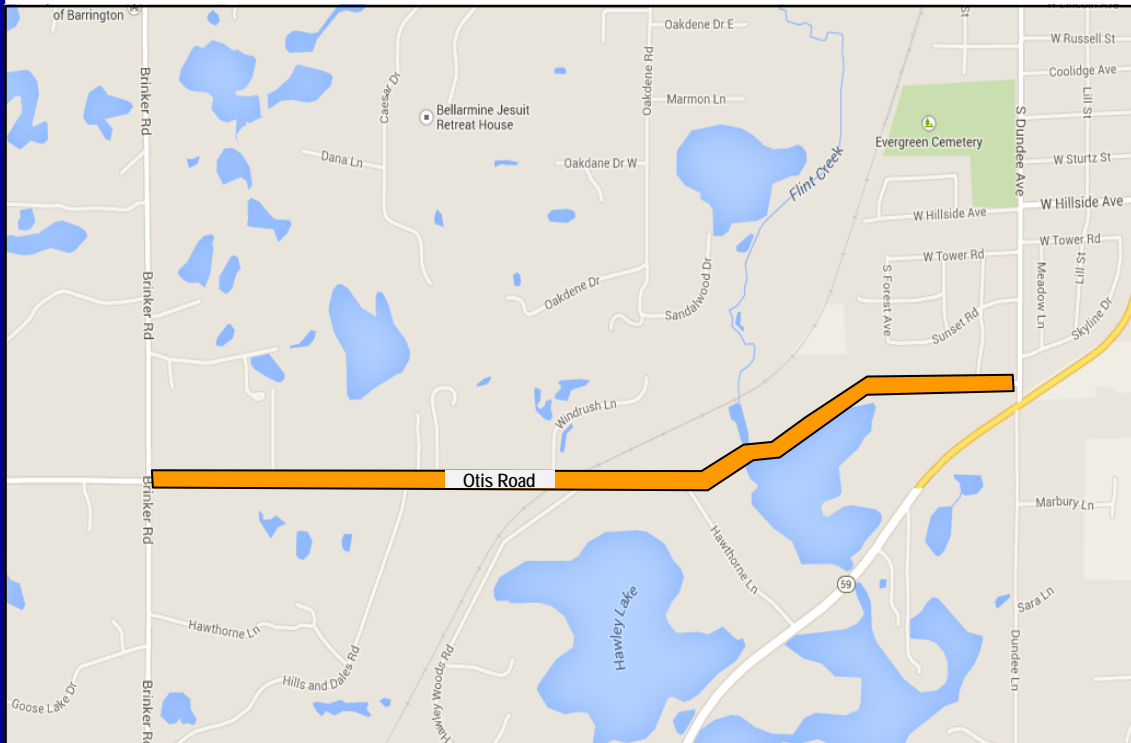 of Barrington
Oakdene Dr E
W Russell St
Coolidge Ave
Brinker Rd
Caesar Dr
Oakdene Rd
Marmon Ln
Lill St
Bellarmine Jesuit
Retreat House
Evergreen Cemetery
S Dundee Ave
Dana Ln
Oakdane Dr W
Flint Creek
W Sturtz St
W Hillside Ave
W Hillside Ave
W Tower Rd
W Tower Rd
Brinker Rd
Oakdene Dr
Sandalwood Dr
S Forest Ave
Sunset Rd
Meadow Ln
Lill St
Skyline Dr
Windrush Ln
Otis Road
Brinker Rd
Marbury Ln
Hawthorne Ln
59
Hawley Lake
Sara Ln
Hawthorne Ln
Hills and Dales Rd
Hawley Woods Rd
Dundee Ln
Goose Lake Dr
Brinker Rd